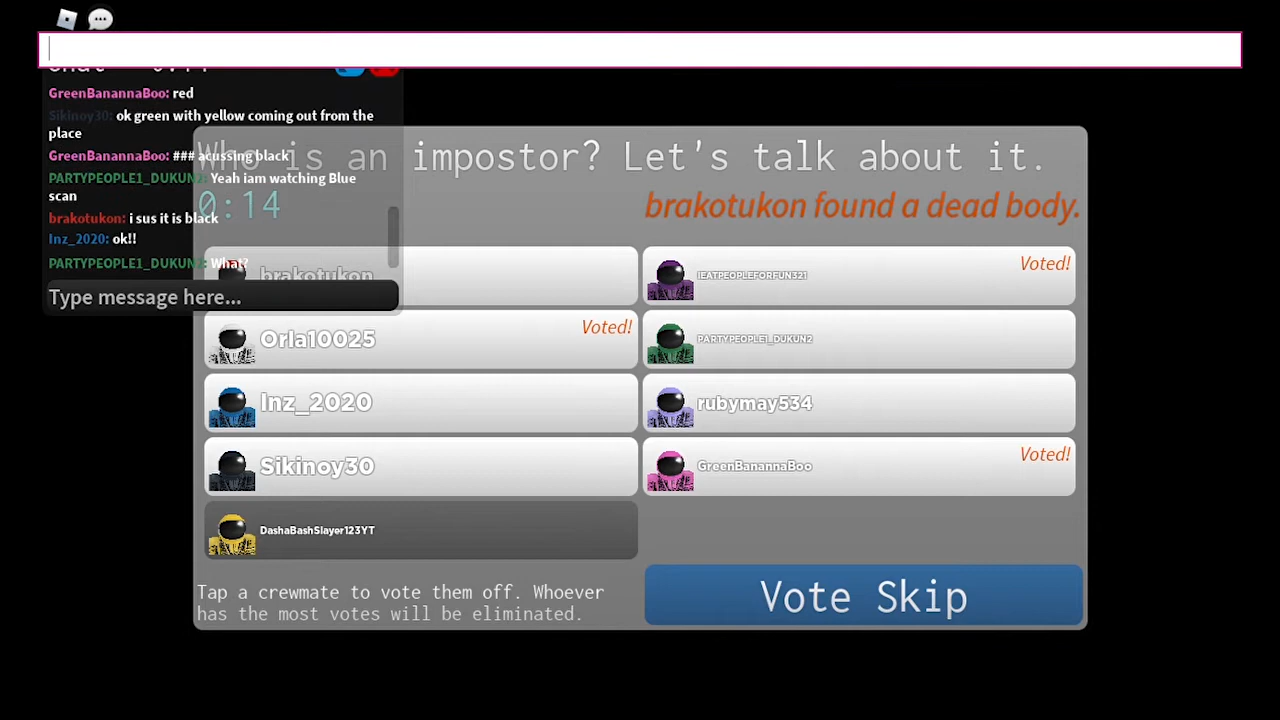 GreenBanannaBoo: red
Sikinoy30: ok green with yellow coming out from the
place
GreenBanannaBoo: ### acussing black
PARTYPEOPLE1_DUKUN2: Yeah iam watching Blue
scan
brakotukon: i sus it is black
Inz_2020: ok!!
PARTYPEOPLE1_DUKUN2: What?
Type message here...
Who is an impostor? Let's talk about it.
0:14
brakotukon found a dead body.
brakotukon
IEATPEOPLEFORFUN321
Voted!
Orla10025
Voted!
PARTYPEOPLE1_DUKUN2
Inz_2020
rubymay534
Sikinoy30
GreenBanannaBoo
Voted!
DashaBashSlayer123YT
Tap a crewmate to vote them off. Whoever
has the most votes will be eliminated.
Vote Skip